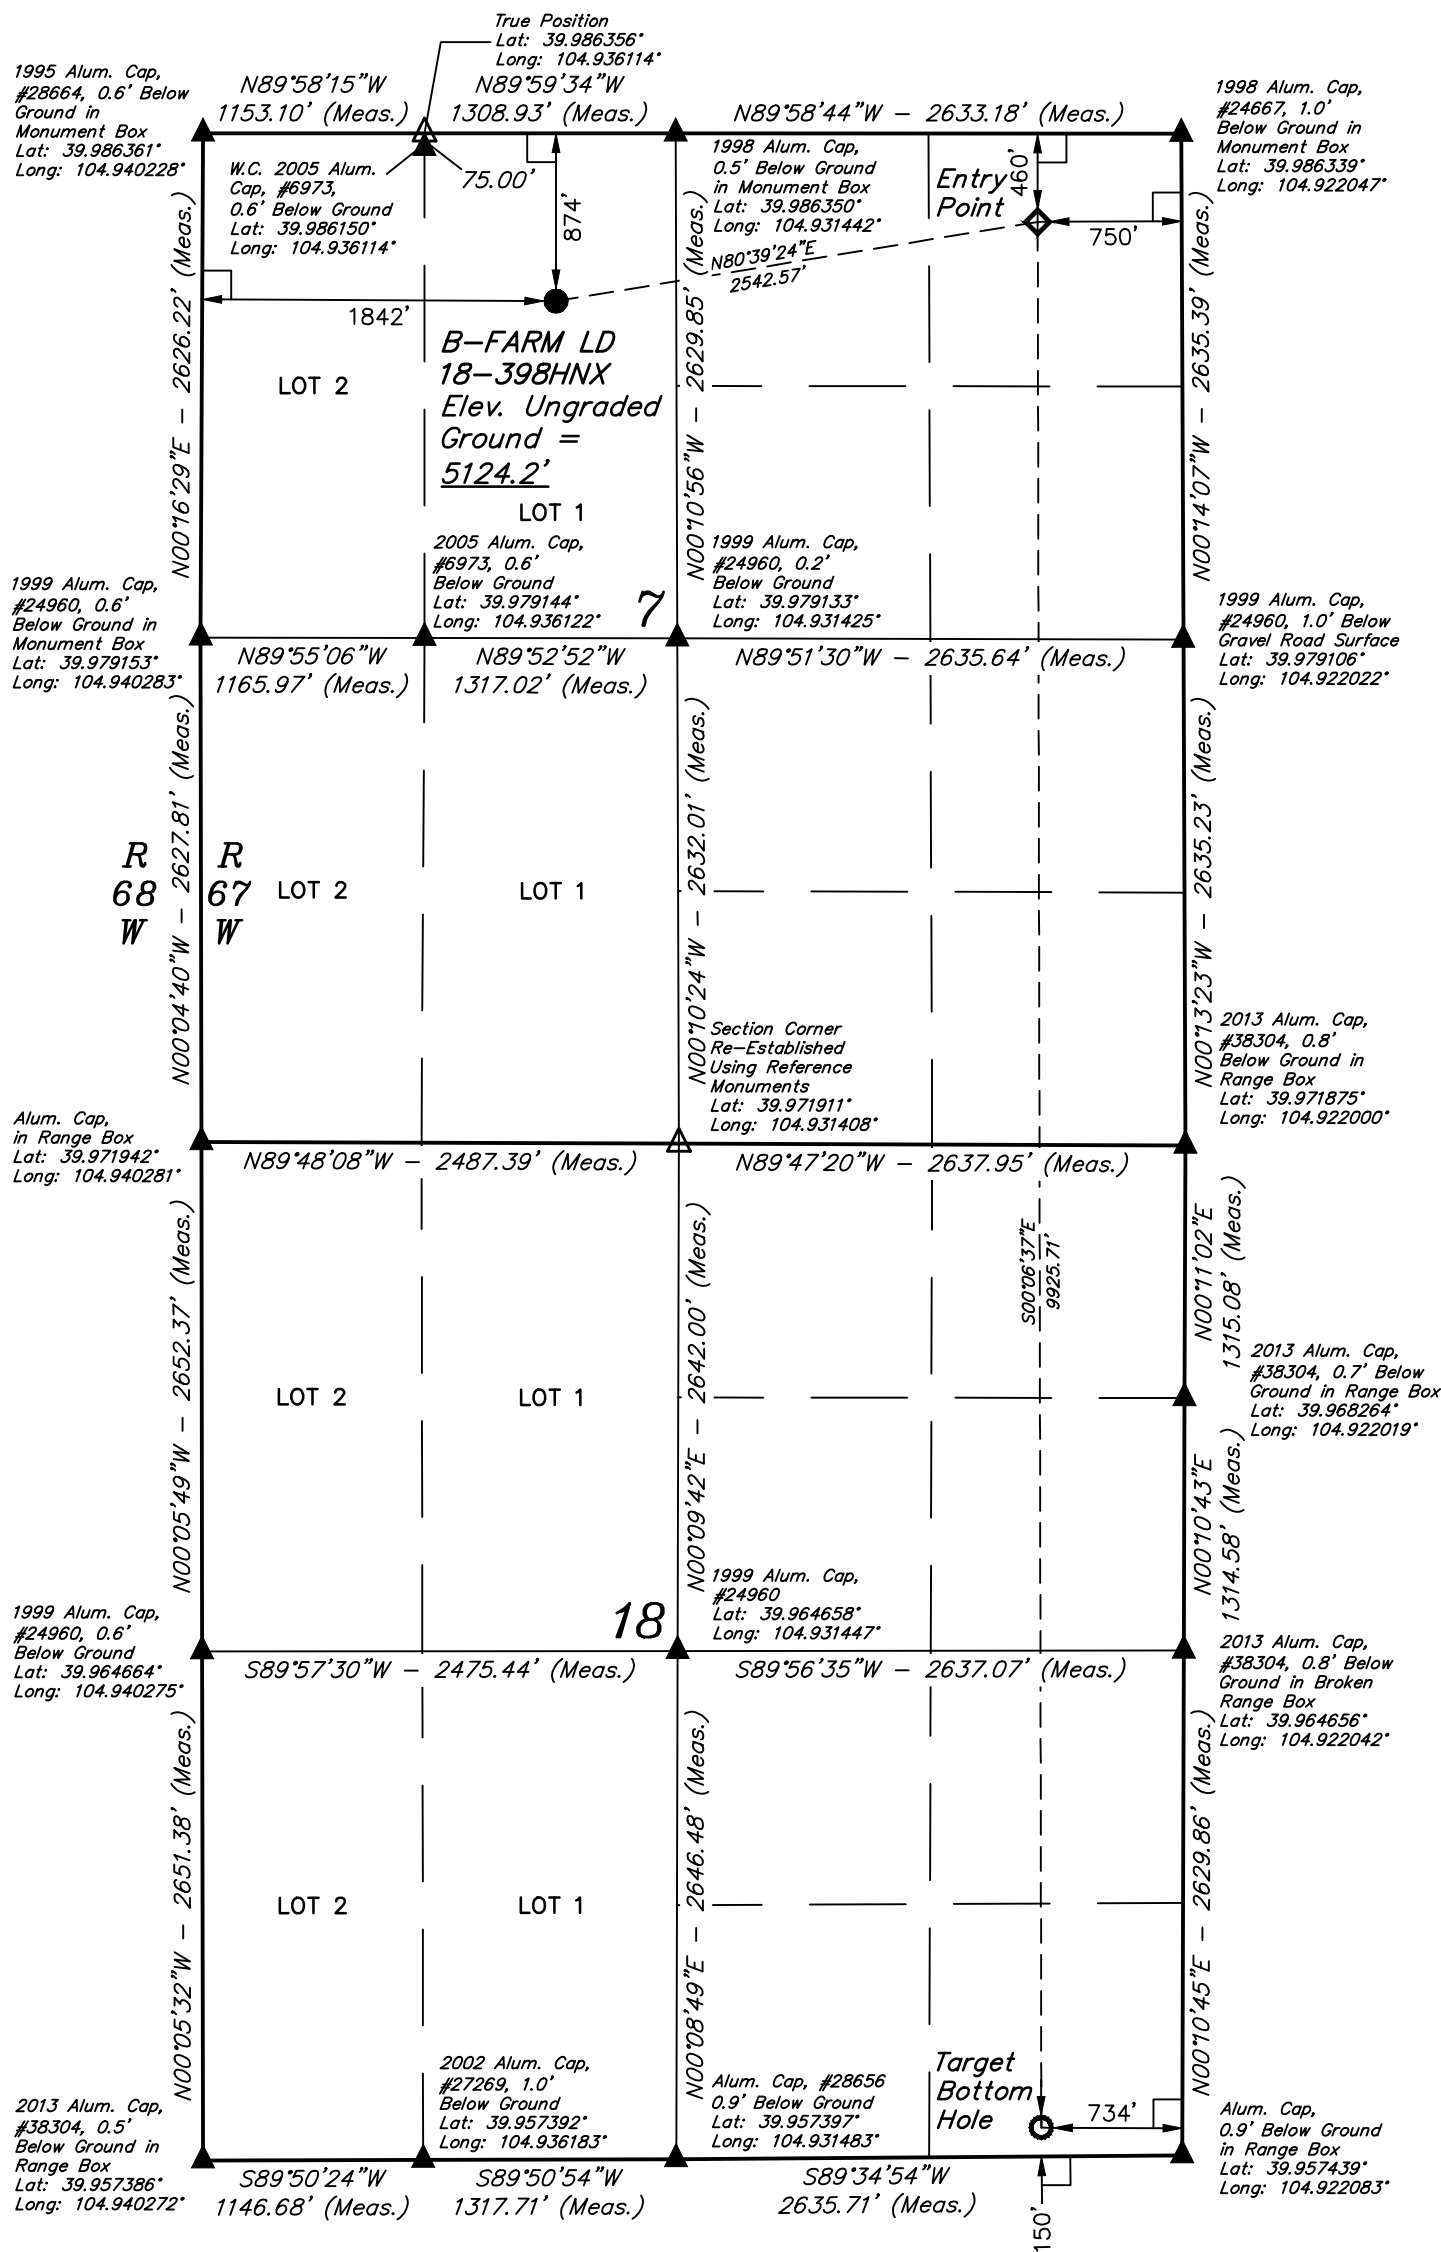 True Position
Lat: 39.986356°
Long: 104.936114°
1995 Alum. Cap,
#28664, 0.6' Below
Ground in
Monument Box
Lat: 39.986361°
Long: 104.940228°
N89°58'15"W
1153.10' (Meas.)
N89°59'34"W
1308.93' (Meas.)
N89°58'44"W - 2633.18' (Meas.)
1998 Alum. Cap,
#24667, 1.0'
Below Ground in
Monument Box
Lat: 39.986339°
Long: 104.922047°
W.C. 2005 Alum.
Cap, #6973,
0.6' Below Ground
Lat: 39.986150°
Long: 104.936114°
75.00'
874'
1998 Alum. Cap,
0.5' Below Ground
in Monument Box
Lat: 39.986350°
Long: 104.931442°
Entry
Point
460'
750'
N80°39'24"E
2542.57'
1842'
B-FARM LD
18-398HNX
Elev. Ungraded
Ground =
5124.2'
LOT 2
LOT 1
N00°16'29"E - 2626.22' (Meas.)
N00°10'56"W - 2629.85' (Meas.)
N00°14'07"W - 2635.39' (Meas.)
1999 Alum. Cap,
#24960, 0.6'
Below Ground in
Monument Box
Lat: 39.979153°
Long: 104.940283°
2005 Alum. Cap,
#6973, 0.6'
Below Ground
Lat: 39.979144°
Long: 104.936122°
7
1999 Alum. Cap,
#24960, 0.2'
Below Ground
Lat: 39.979133°
Long: 104.931425°
1999 Alum. Cap,
#24960, 1.0' Below
Gravel Road Surface
Lat: 39.979106°
Long: 104.922022°
N89°55'06"W
1165.97' (Meas.)
N89°52'52"W
1317.02' (Meas.)
N89°51'30"W - 2635.64' (Meas.)
N00°04'40"W - 2627.81' (Meas.)
N00°10'24"W - 2632.01' (Meas.)
N00°13'23"W - 2635.23' (Meas.)
R
68
W
R
67
W
LOT 2
LOT 1
Section Corner
Re-Established
Using Reference
Monuments
Lat: 39.971911°
Long: 104.931408°
2013 Alum. Cap,
#38304, 0.8'
Below Ground in
Range Box
Lat: 39.971875°
Long: 104.922000°
Alum. Cap,
in Range Box
Lat: 39.971942°
Long: 104.940281°
N89°48'08"W - 2487.39' (Meas.)
N89°47'20"W - 2637.95' (Meas.)
N00°05'49"W - 2652.37' (Meas.)
N00°09'42"E - 2642.00' (Meas.)
S00°06'37"E
9925.71'
N00°11'02"E
1315.08' (Meas.)
2013 Alum. Cap,
#38304, 0.7' Below
Ground in Range Box
Lat: 39.968264°
Long: 104.922019°
LOT 2
LOT 1
N00°10'43"E
1314.58' (Meas.)
1999 Alum. Cap,
#24960, 0.6'
Below Ground
Lat: 39.964664°
Long: 104.940275°
18
1999 Alum. Cap,
#24960
Lat: 39.964658°
Long: 104.931447°
2013 Alum. Cap,
#38304, 0.8' Below
Ground in Broken
Range Box
Lat: 39.964656°
Long: 104.922042°
S89°57'30"W - 2475.44' (Meas.)
S89°56'35"W - 2637.07' (Meas.)
N00°05'32"W - 2651.38' (Meas.)
N00°08'49"E - 2646.48' (Meas.)
N00°10'45"E - 2629.86' (Meas.)
LOT 2
LOT 1
2013 Alum. Cap,
#38304, 0.5'
Below Ground in
Range Box
Lat: 39.957386°
Long: 104.940272°
2002 Alum. Cap,
#27269, 1.0'
Below Ground
Lat: 39.957392°
Long: 104.936183°
Alum. Cap, #28656
0.9' Below Ground
Lat: 39.957397°
Long: 104.931483°
Target
Bottom
Hole
734'
Alum. Cap,
0.9' Below Ground
in Range Box
Lat: 39.957439°
Long: 104.922083°
S89°50'24"W
1146.68' (Meas.)
S89°50'54"W
1317.71' (Meas.)
S89°34'54"W
2635.71' (Meas.)
150'